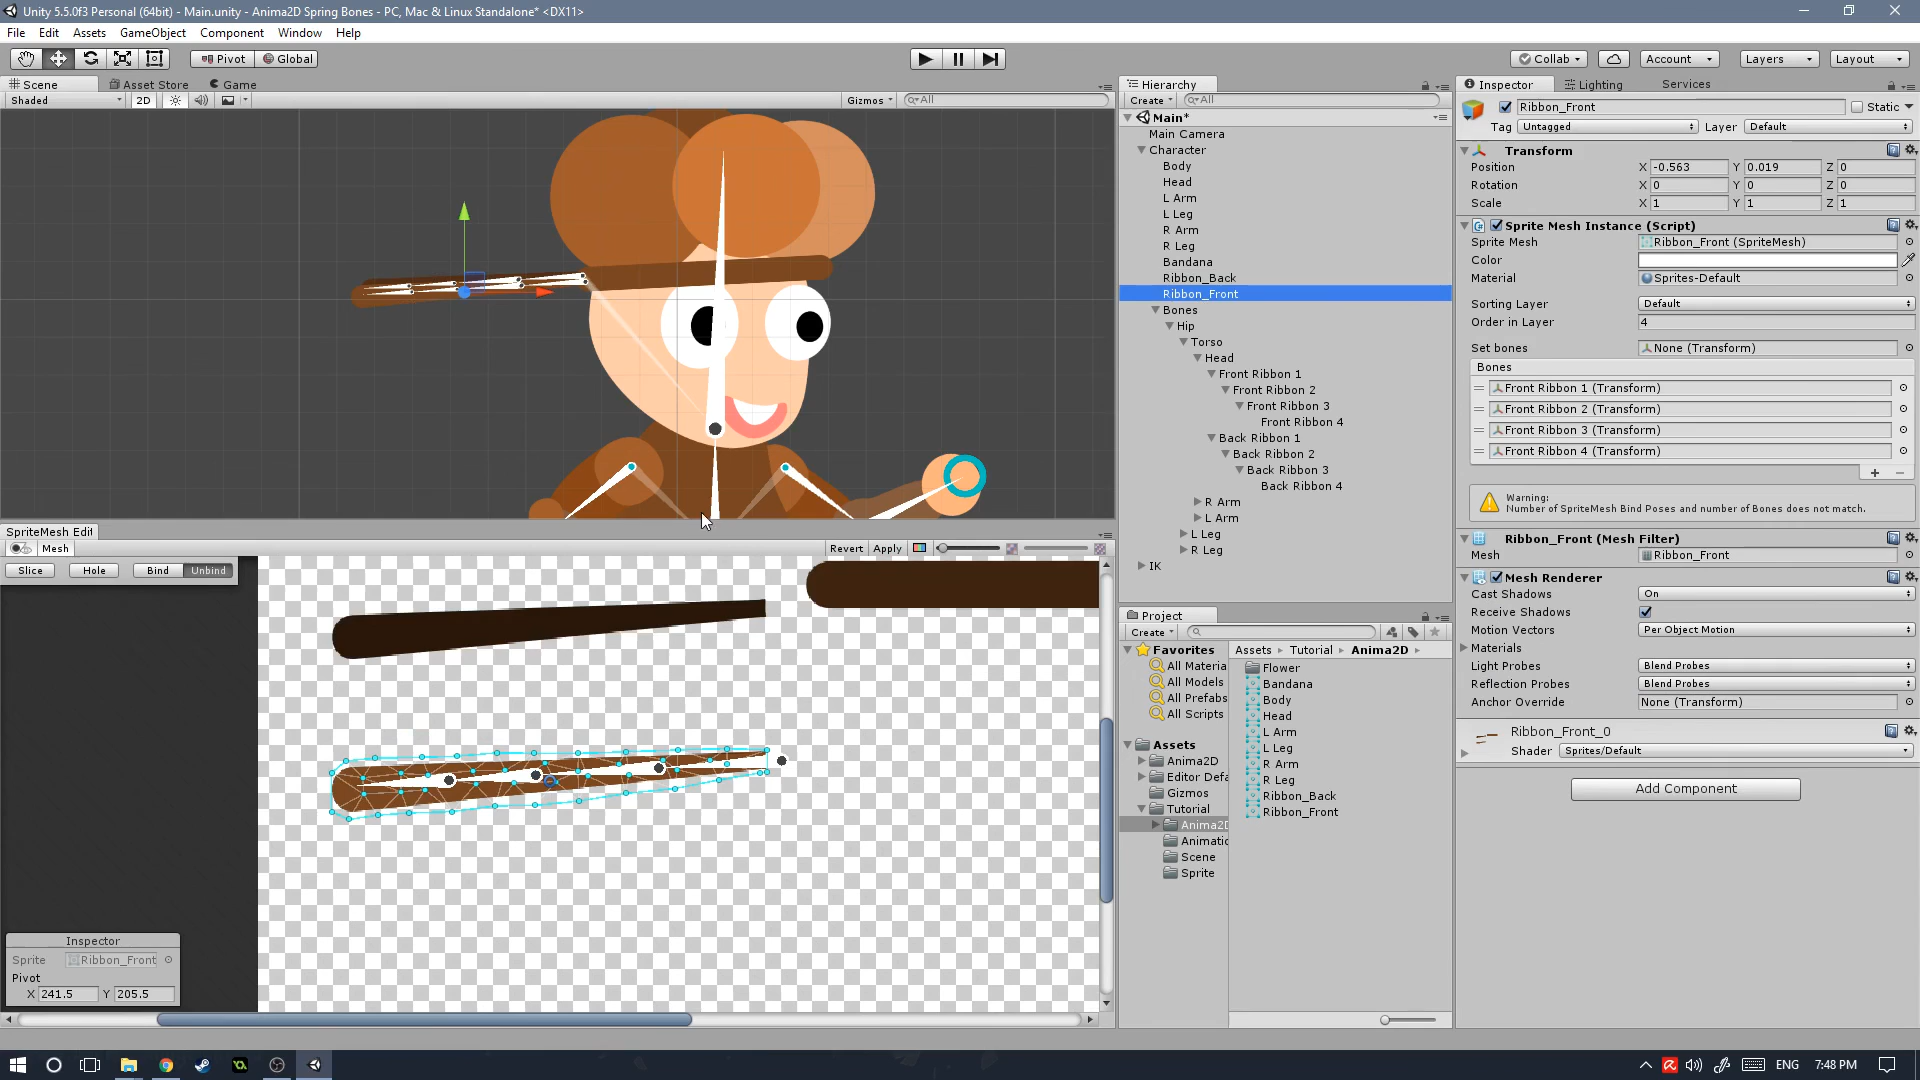 Unity 5.5.0f3 Personal (64bit) - Main.unity - Anima2D Spring Bones - PC, Mac & Linux Standalone* <DX11>
File Edit Assets GameObject Component Window Help
Pivot Global Collab Account Layers Layout
Scene Asset Store Game
Shaded 2D Gizmos All
SpriteMesh Edit
Mesh Revert Apply
Slice Hole Bind Unbind
Inspector
Sprite Ribbon_Front
Pivot
X 241.5 Y 205.5
Hierarchy
Create All
Main*
Main Camera
Character
Body
Head
L Arm
L Leg
R Arm
R Leg
Bandana
Ribbon_Back
Ribbon_Front
Bones
Hip
Torso
Head
Front Ribbon 1
Front Ribbon 2
Front Ribbon 3
Front Ribbon 4
Back Ribbon 1
Back Ribbon 2
Back Ribbon 3
Back Ribbon 4
R Arm
L Arm
L Leg
R Leg
IK
Project
Create
Favorites
All Materia
All Models
All Prefabs
All Scripts
Assets
Anima2D
Editor Defa
Gizmos
Tutorial
Anima2D
Animatic
Scene
Sprite
Assets Tutorial Anima2D
Flower
Bandana
Body
Head
L Arm
L Leg
R Arm
R Leg
Ribbon_Back
Ribbon_Front
Inspector Lighting Services
Ribbon_Front Static
Tag Untagged Layer Default
Transform
Position X -0.563 Y 0.019 Z 0
Rotation X 0 Y 0 Z 0
Scale X 1 Y 1 Z 1
Sprite Mesh Instance (Script)
Sprite Mesh Ribbon_Front (SpriteMesh)
Color
Material Sprites-Default
Sorting Layer Default
Order in Layer 4
Set bones None (Transform)
Bones
Front Ribbon 1 (Transform)
Front Ribbon 2 (Transform)
Front Ribbon 3 (Transform)
Front Ribbon 4 (Transform)
Warning:
Number of SpriteMesh Bind Poses and number of Bones does not match.
Ribbon_Front (Mesh Filter)
Mesh Ribbon_Front
Mesh Renderer
Cast Shadows On
Receive Shadows
Motion Vectors Per Object Motion
Materials
Light Probes Blend Probes
Reflection Probes Blend Probes
Anchor Override None (Transform)
Ribbon_Front_0
Shader Sprites/Default
Add Component
ENG 7:48 PM